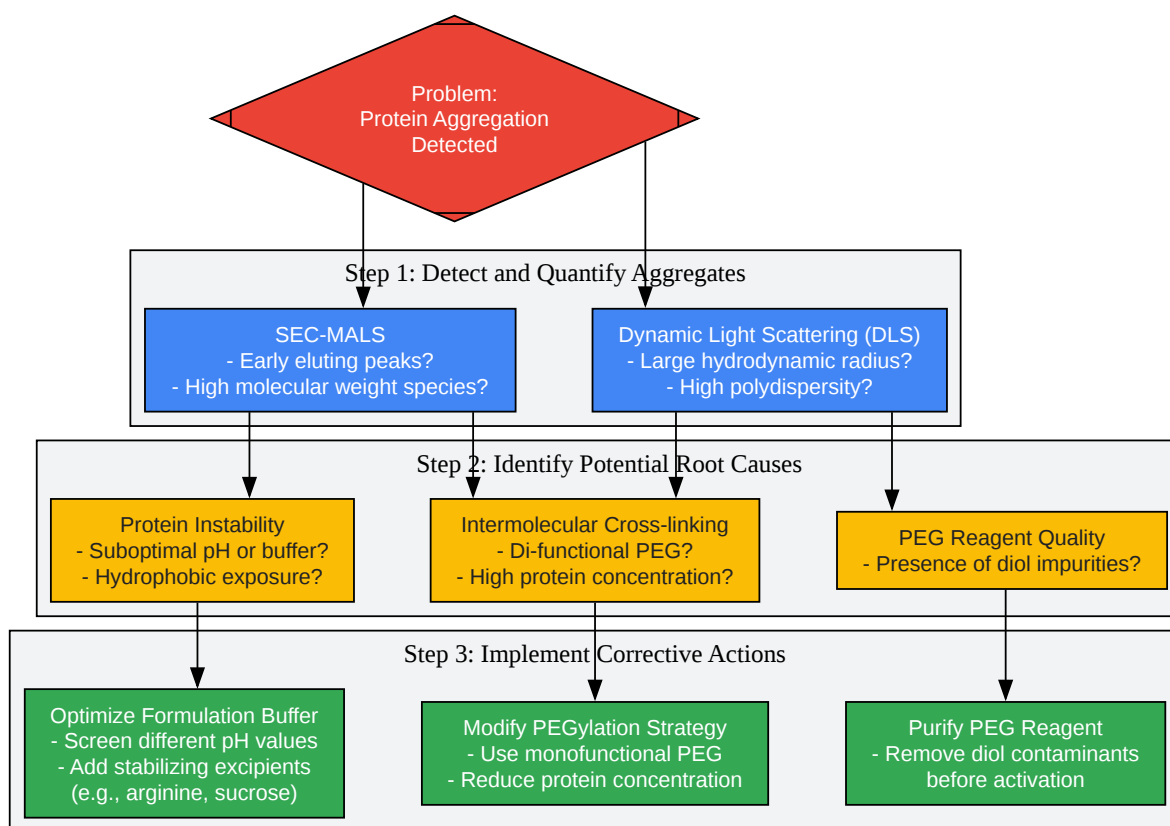 Problem:
Protein Aggregation
Detected
Step 1: Detect and Quantify Aggregates
SEC-MALS
- Early eluting peaks?
- High molecular weight species?
Dynamic Light Scattering (DLS)
- Large hydrodynamic radius?
- High polydispersity?
Step 2: Identify Potential Root Causes
Protein Instability
- Suboptimal pH or buffer?
- Hydrophobic exposure?
Intermolecular Cross-linking
- Di-functional PEG?
- High protein concentration?
PEG Reagent Quality
- Presence of diol impurities?
Step 3: Implement Corrective Actions
Optimize Formulation Buffer
- Screen different pH values
- Add stabilizing excipients
(e.g., arginine, sucrose)
Modify PEGylation Strategy
- Use monofunctional PEG
- Reduce protein concentration
Purify PEG Reagent
- Remove diol contaminants
before activation